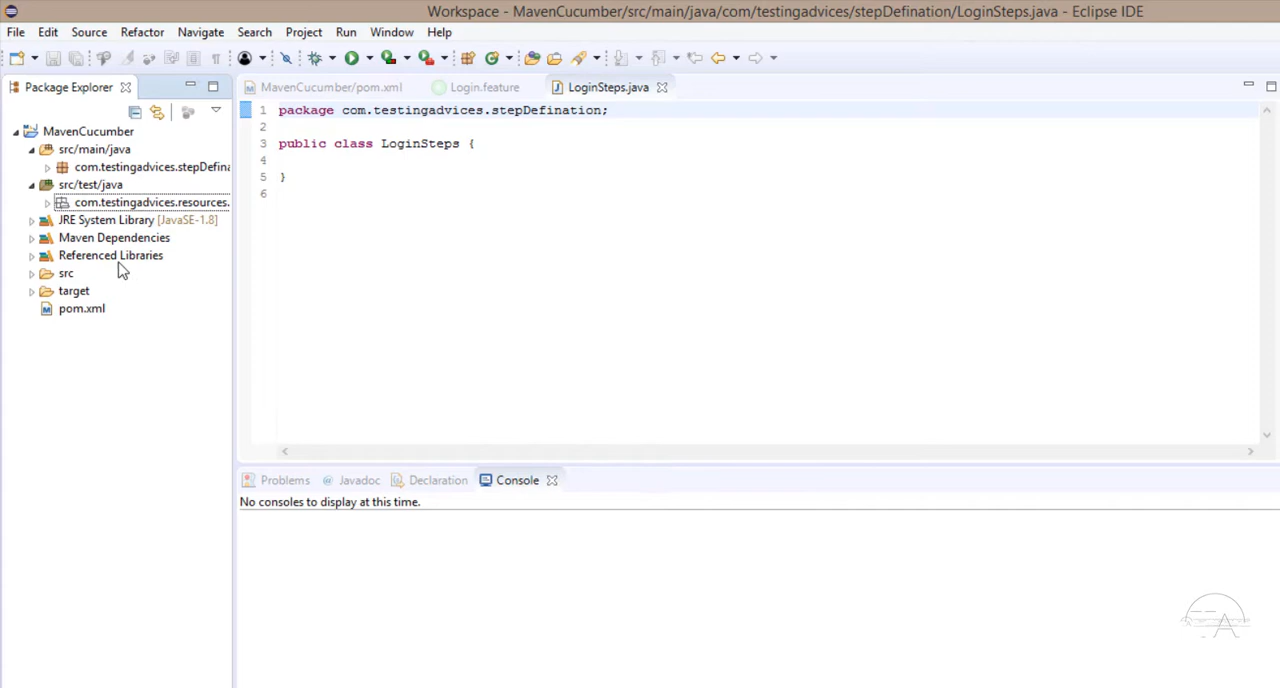 Workspace - MavenCucumber/src/main/java/com/testingadvices/stepDefination/LoginSteps.java - Eclipse IDE
File Edit Source Refactor Navigate Search Project Run Window Help
Package Explorer
MavenCucumber/pom.xml Login.feature LoginSteps.java
MavenCucumber
src/main/java
com.testingadvices.stepDefina
src/test/java
com.testingadvices.resources.
JRE System Library [JavaSE-1.8]
Maven Dependencies
Referenced Libraries
src
target
pom.xml
1 package com.testingadvices.stepDefination;
2
3 public class LoginSteps {
4
5 }
6
Problems Javadoc Declaration Console
No consoles to display at this time.